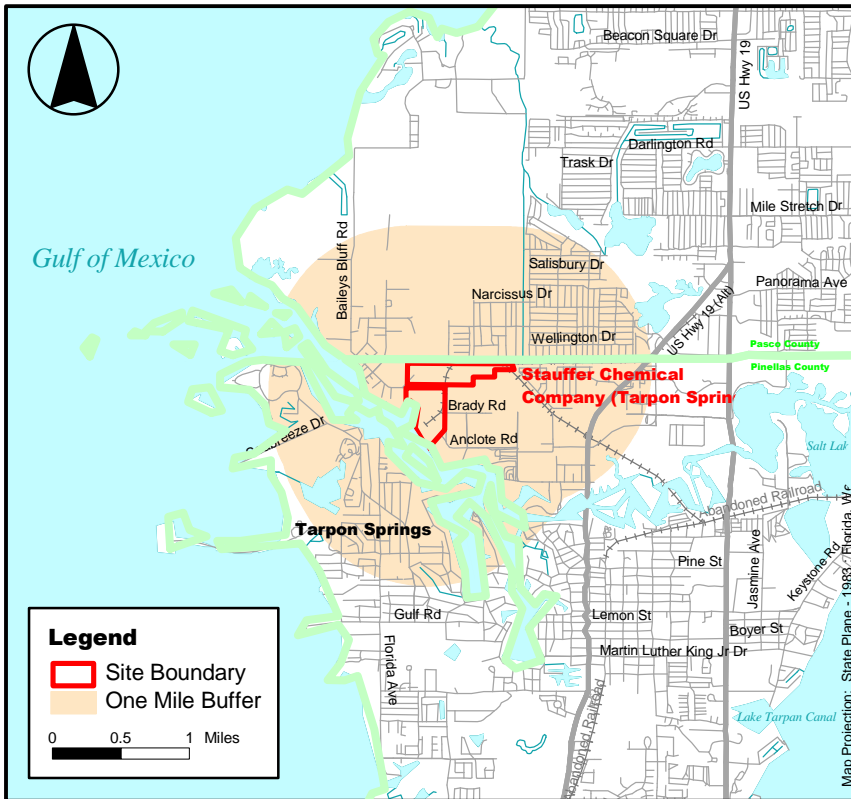 Beacon Square Dr
US Hwy 19
Darlington Rd
Trask Dr
Mile Stretch Dr
Gulf of Mexico
Baileys Bluff Rd
Salisbury Dr
Panorama Ave
Narcissus Dr
US Hwy 19 (Alt)
Wellington Dr
Pasco County
Pinellas County
Stauffer Chemical
Company (Tarpon Sprin
Brady Rd
Anclote Rd
Salt Lak
Abandoned Railroad
Tarpon Springs
Pine St
Jasmine Ave
Keystone Rd
Gulf Rd
Lemon St
Boyer St
Martin Luther King Jr Dr
Florida Ave
Abandoned Railroad
Lake Tarpan Canal
Map Projection: State Plane - 1983; Florida, We
Legend
Site Boundary
One Mile Buffer
0 0.5 1 Miles